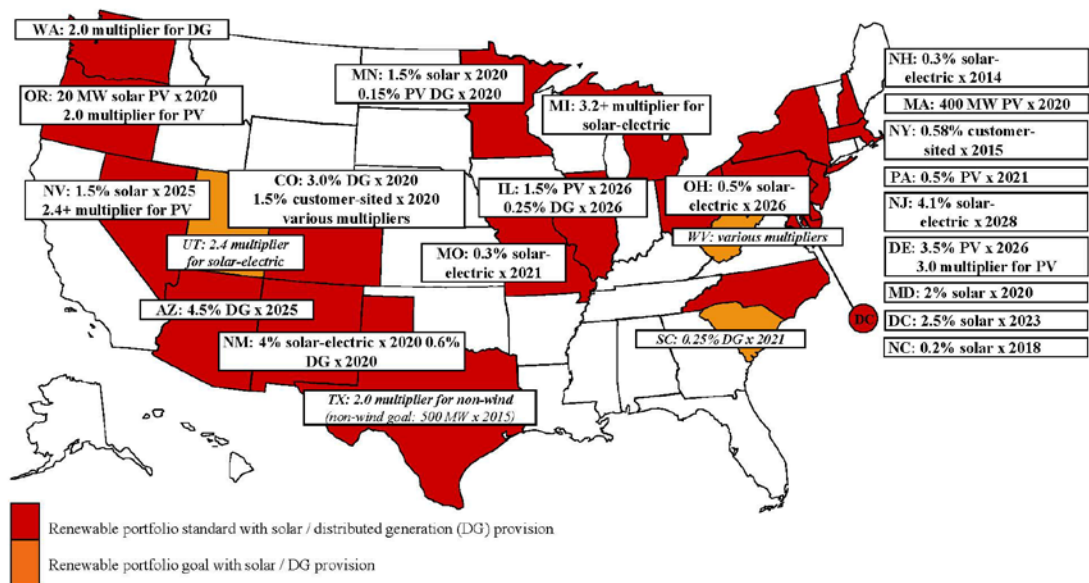 WA: 2.0 multiplier for DG
OR: 20 MW solar PV x 2020
2.0 multiplier for PV
NV: 1.5% solar x 2025
2.4+ multiplier for PV
UT: 2.4 multiplier
for solar-electric
AZ: 4.5% DG x 2025
MN: 1.5% solar x 2020
0.15% PV DG x 2020
CO: 3.0% DG x 2020
1.5% customer-sited x 2020
various multipliers
NM: 4% solar-electric x 2020 0.6%
DG x 2020
TX: 2.0 multiplier for non-wind
(non-wind goal: 500 MW x 2015)
MI: 3.2+ multiplier for
solar-electric
IL: 1.5% PV x 2026
0.25% DG x 2026
MO: 0.3% solar-
electric x 2021
OH: 0.5% solar-
electric x 2026
WV: various multipliers
SC: 0.25% DG x 2021
NH: 0.3% solar-
electric x 2014
MA: 400 MW PV x 2020
NY: 0.58% customer-
sited x 2015
PA: 0.5% PV x 2021
NJ: 4.1% solar-
electric x 2028
DE: 3.5% PV x 2026
3.0 multiplier for PV
MD: 2% solar x 2020
DC: 2.5% solar x 2023
NC: 0.2% solar x 2018
DC
Renewable portfolio standard with solar / distributed generation (DG) provision
Renewable portfolio goal with solar / DG provision